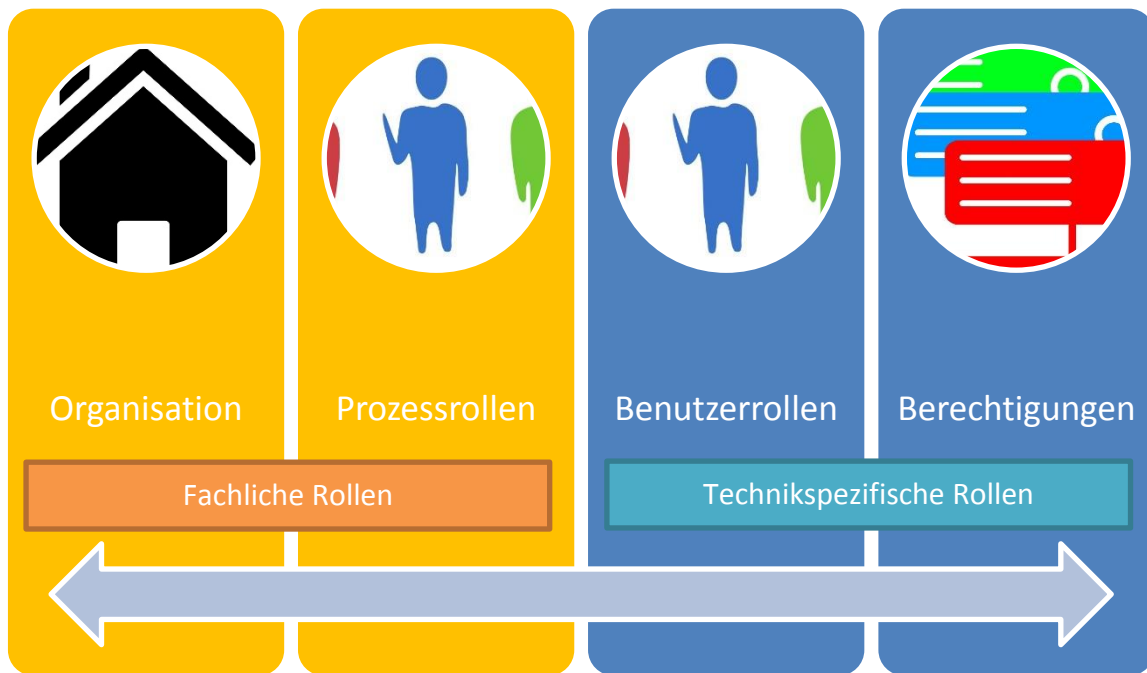 Organisation
Prozessrollen
Benutzerrollen
Berechtigungen
Fachliche Rollen
Technikspezifische Rollen